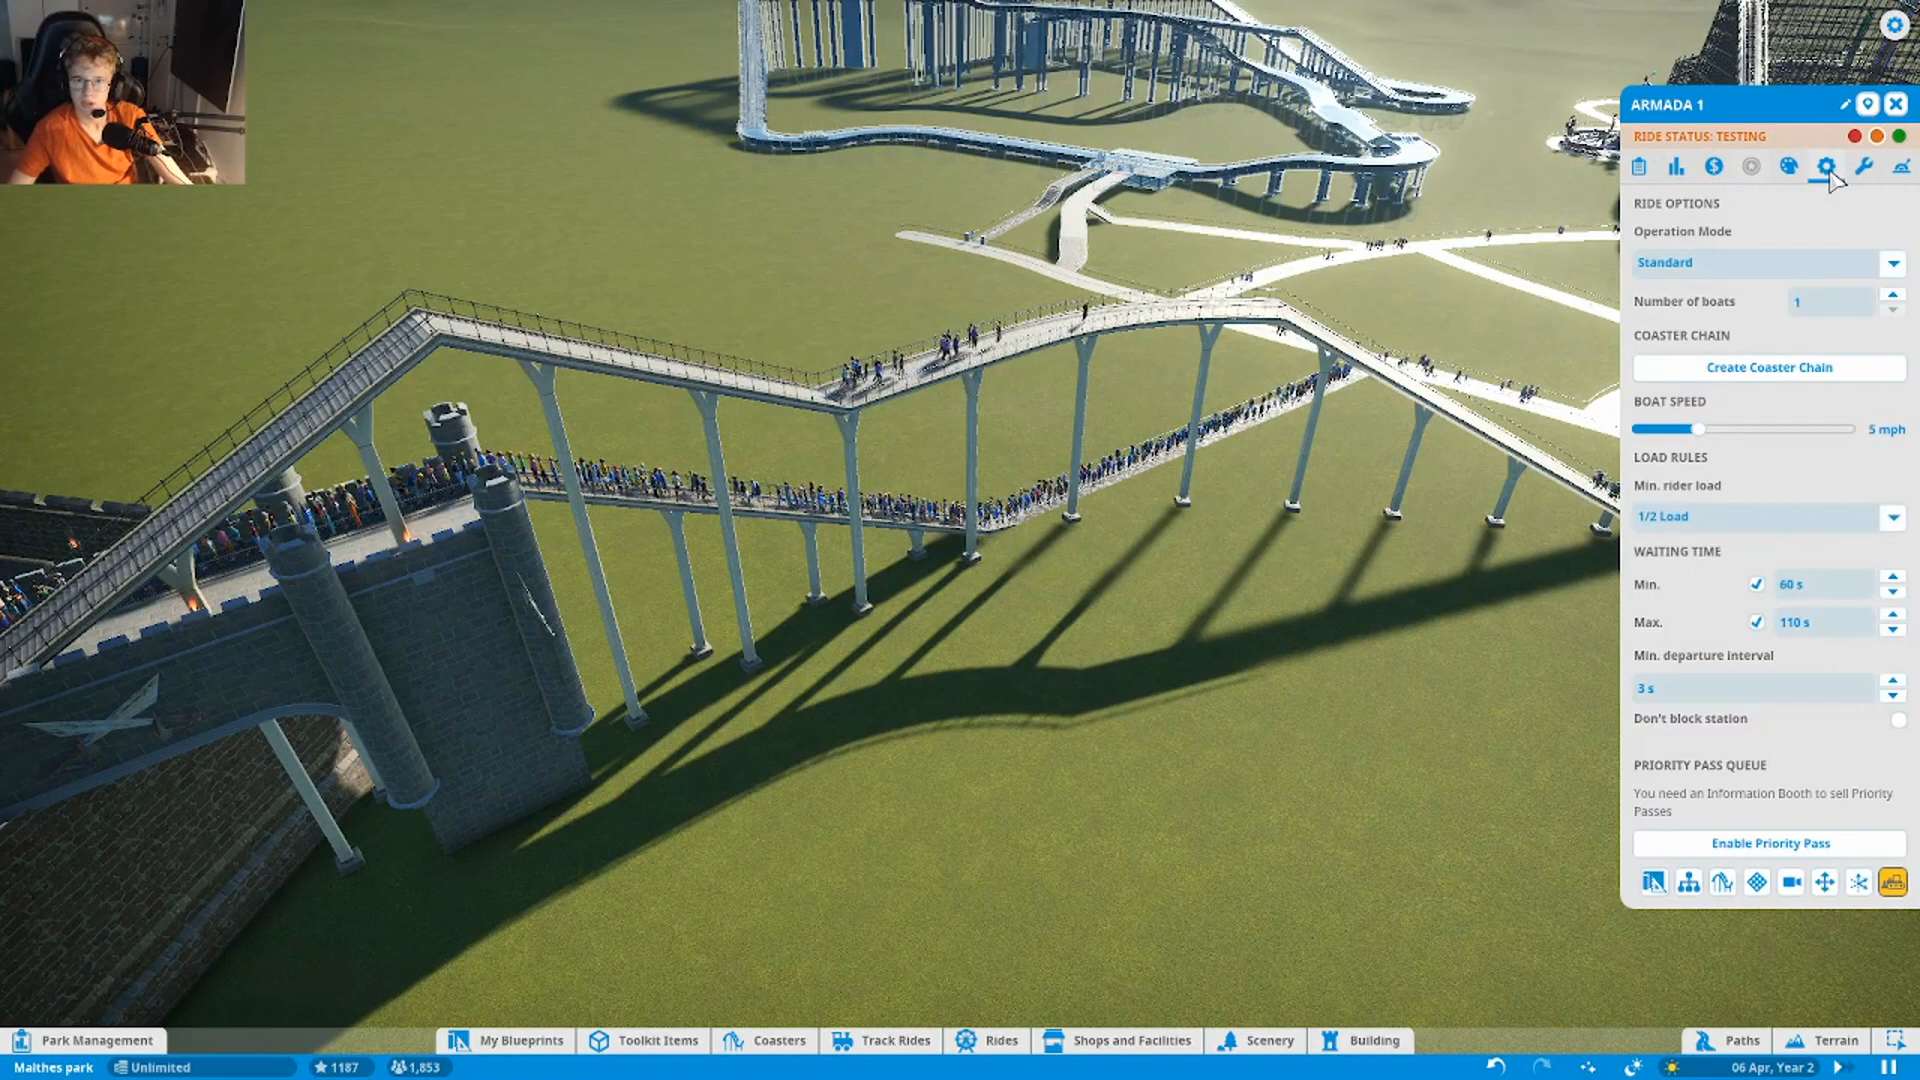 ARMADA 1
RIDE STATUS: TESTING
RIDE OPTIONS
Operation Mode
Standard
Number of boats 1
COASTER CHAIN
Create Coaster Chain
BOAT SPEED
5 mph
LOAD RULES
Min. rider load
1/2 Load
WAITING TIME
Min. 60 s
Max. 110 s
Min. departure interval
3 s
Don't block station
PRIORITY PASS QUEUE
You need an Information Booth to sell Priority
Passes
Enable Priority Pass
Park Management My Blueprints Toolkit Items Coasters Track Rides Rides Shops and Facilities Scenery Building Paths Terrain
Malthes park Unlimited 1187 1,853 06 Apr, Year 2